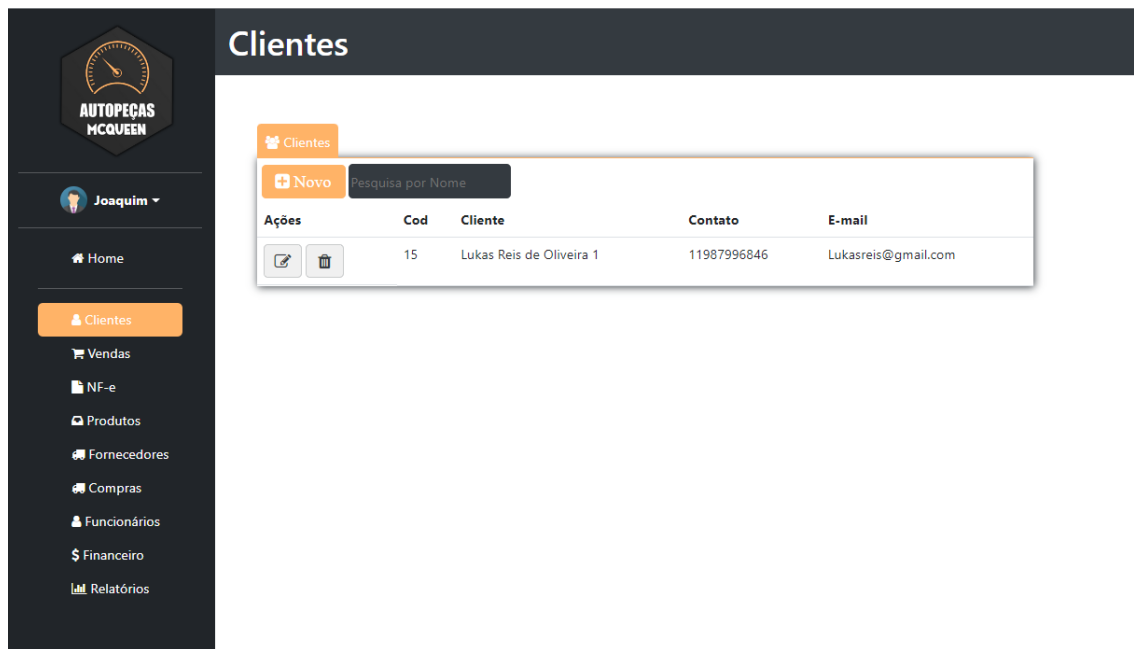 AUTOPEÇAS
MCQUEEN
Joaquim
Home
Clientes
Vendas
NF-e
Produtos
Fornecedores
Compras
Funcionários
$ Financeiro
Relatórios
Clientes
Clientes
Novo Pesquisa por Nome
Ações Cod Cliente Contato E-mail
15 Lukas Reis de Oliveira 1 11987996846 Lukasreis@gmail.com